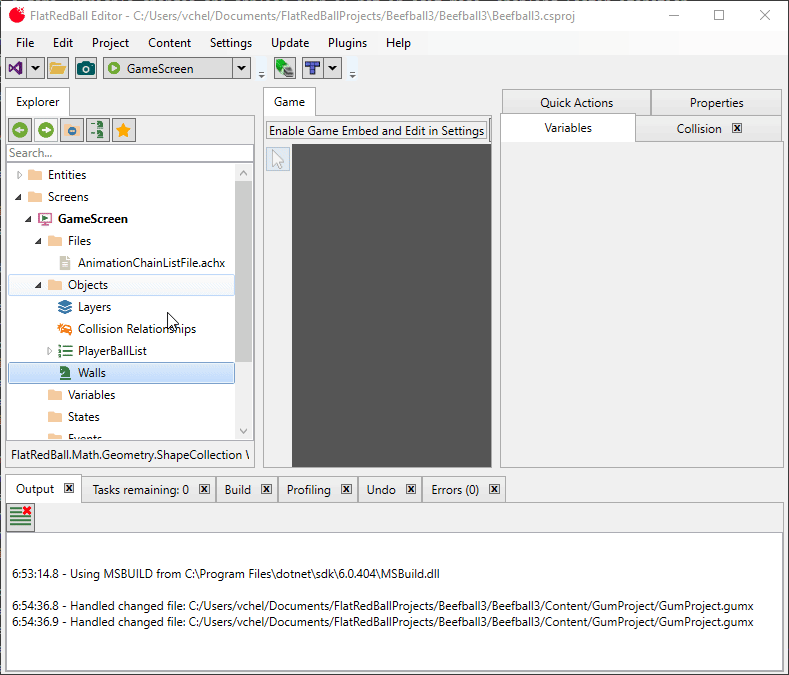 FlatRedBall Editor - C:/Users/vchel/Documents/FlatRedBallProjects/Beefball3/Beefball3\Beefball3.csproj
File Edit Project Content Settings Update Plugins Help
GameScreen
Explorer
Game
Quick Actions
Properties
Variables
Collision
Enable Game Embed and Edit in Settings
Search...
Entities
Screens
GameScreen
Files
AnimationChainListFile.achx
Objects
Layers
Collision Relationships
PlayerBallList
Walls
Variables
States
Events
FlatRedBall.Math.Geometry.ShapeCollection \
Output
Tasks remaining: 0
Build
Profiling
Undo
Errors (0)
6:53:14.8 - Using MSBUILD from C:\Program Files\dotnet\sdk\6.0.404\MSBuild.dll
6:54:36.8 - Handled changed file: C:/Users/vchel/Documents/FlatRedBallProjects/Beefball3/Beefball3/Content/GumProject/GumProject.gumx
6:54:36.9 - Handled changed file: C:/Users/vchel/Documents/FlatRedBallProjects/Beefball3/Beefball3/Content/GumProject/GumProject.gumx